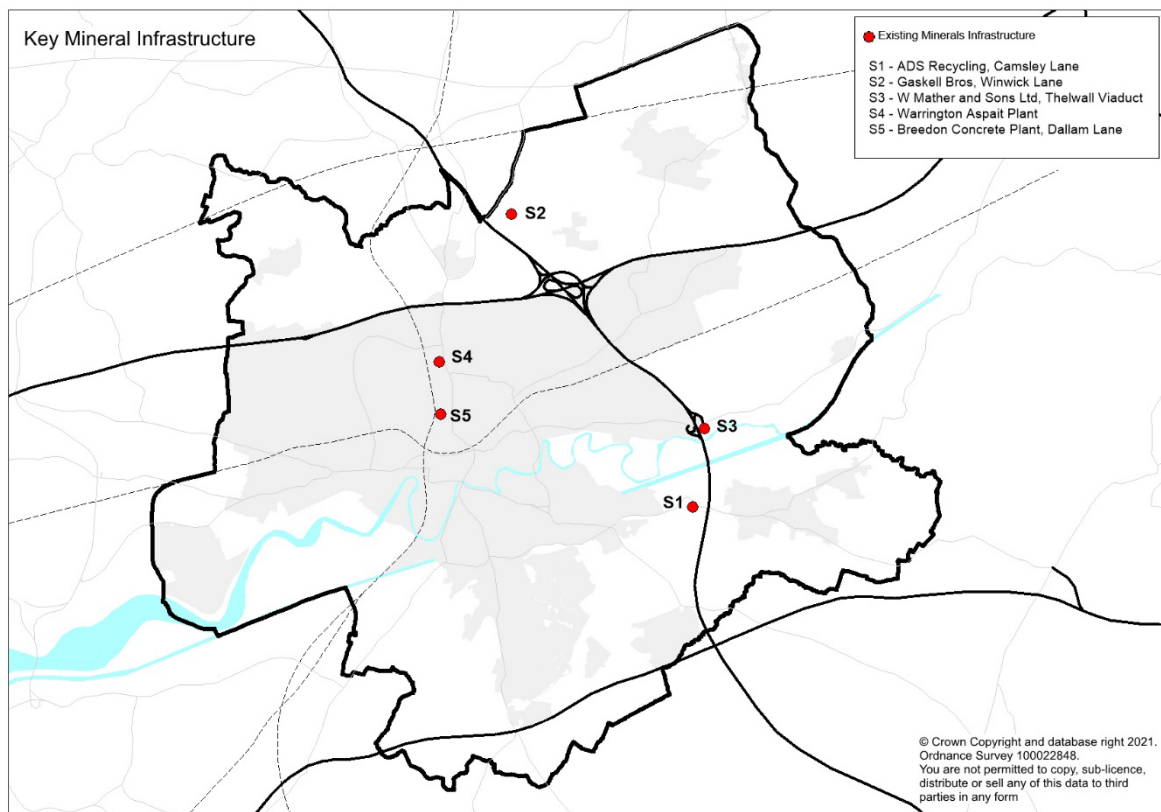 Key Mineral Infrastructure
Existing Minerals Infrastructure
S1 - ADS Recycling, Camsley Lane
S2 - Gaskell Bros, Winwick Lane
S3 - W Mather and Sons Ltd, Thelwall Viaduct
S4 - Warrington Aspait Plant
S5 - Breedon Concrete Plant, Dallam Lane
S2
S4
S5
S3
S1
© Crown Copyright and database right 2021.
Ordnance Survey 100022848.
You are not permitted to copy, sub-licence,
distribute or sell any of this data to third
parties in any form